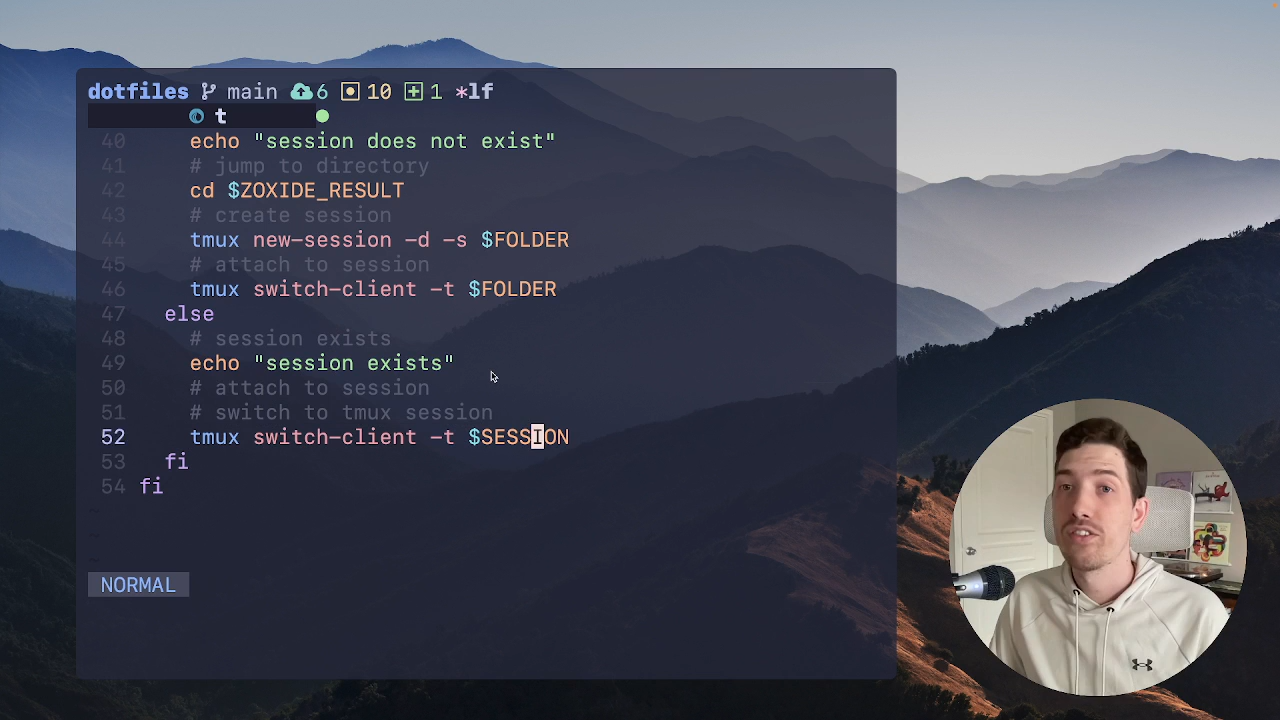 dotfiles main 6 10 1 *lf
t
40 echo "session does not exist"
41 # jump to directory
42 cd $ZOXIDE_RESULT
43 # create session
44 tmux new-session -d -s $FOLDER
45 # attach to session
46 tmux switch-client -t $FOLDER
47 else
48 # session exists
49 echo "session exists"
50 # attach to session
51 # switch to tmux session
52 tmux switch-client -t $SESSION
53 fi
54 fi
~
~
NORMAL